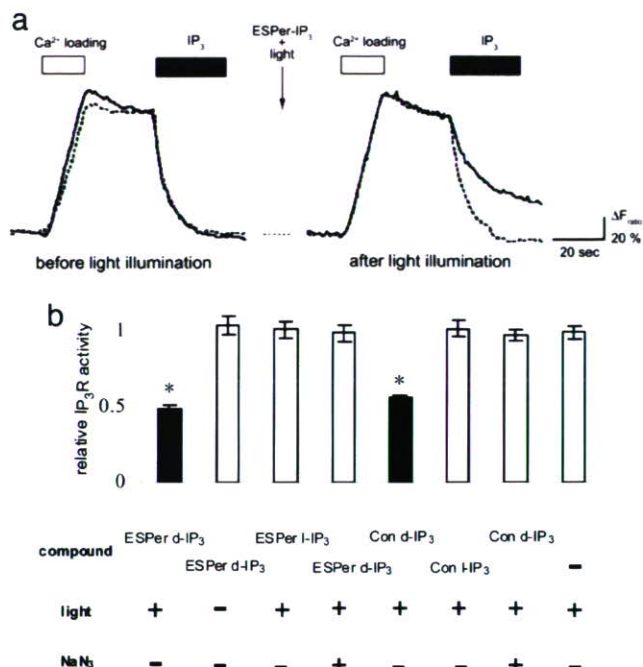 a
ESPer-IP₃
+
light
Ca²⁺ loading
IP₃
Ca²⁺ loading
IP₃
ΔF ratio
20 %
20 sec
before light illumination
after light illumination
b
relative IP₃R activity
1
0.5
0
*
*
compound
ESPer d-IP₃
ESPer d-IP₃
ESPer l-IP₃
ESPer d-IP₃
Con d-IP₃
Con l-IP₃
Con d-IP₃
–
light
+ – + + + + + +
NaN₃
– – – + – – + –